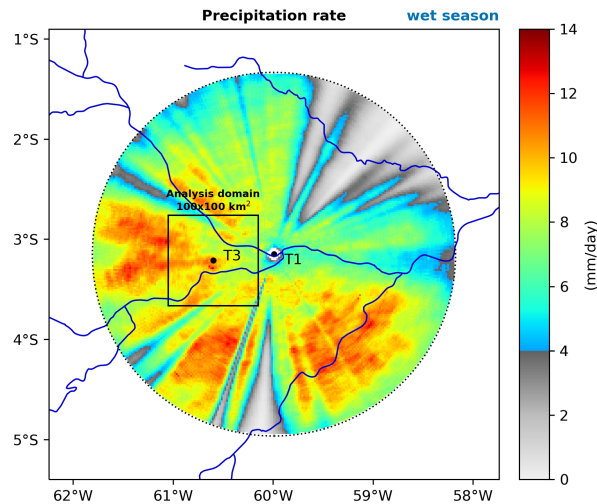 Precipitation rate wet season
1°S
2°S
3°S
4°S
5°S
62°W 61°W 60°W 59°W 58°W
Analysis domain
100x100 km²
T3
T1
14
12
10
8
6
4
2
0
(mm/day)